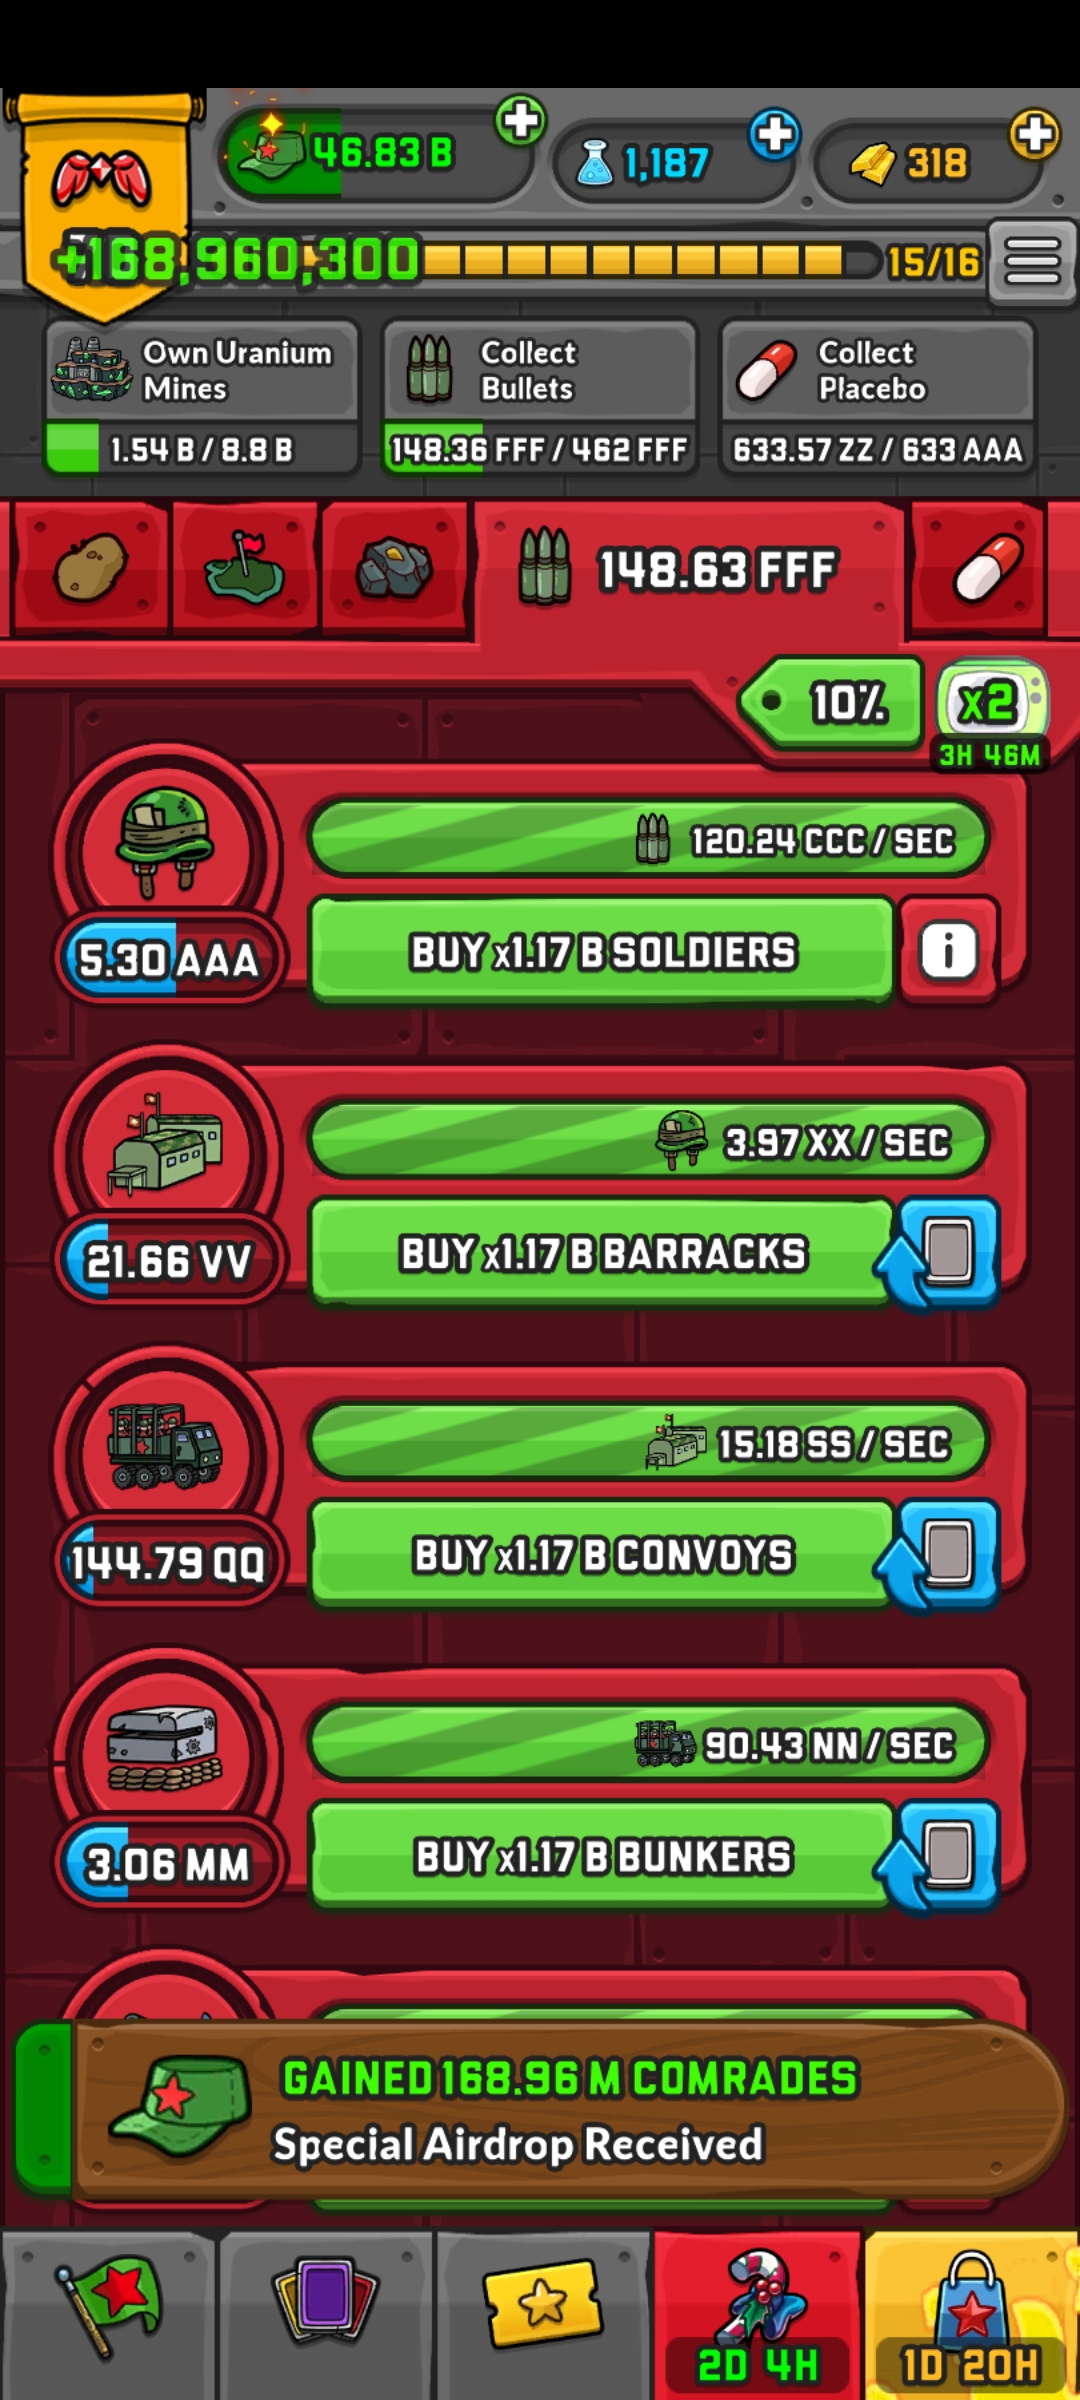 46.83 B
1,187
318
+168,960,300
15/16
Own Uranium
Mines
1.54 B / 8.8 B
Collect
Bullets
148.36 FFF / 462 FFF
Collect
Placebo
633.57 ZZ / 633 AAA
148.63 FFF
10%
x2
3H 46M
120.24 CCC / SEC
5.30 AAA
BUY x1.17 B SOLDIERS
i
3.97 XX / SEC
21.66 VV
BUY x1.17 B BARRACKS
15.18 SS / SEC
144.79 QQ
BUY x1.17 B CONVOYS
90.43 NN / SEC
3.06 MM
BUY x1.17 B BUNKERS
GAINED 168.96 M COMRADES
Special Airdrop Received
2D 4H
1D 20H